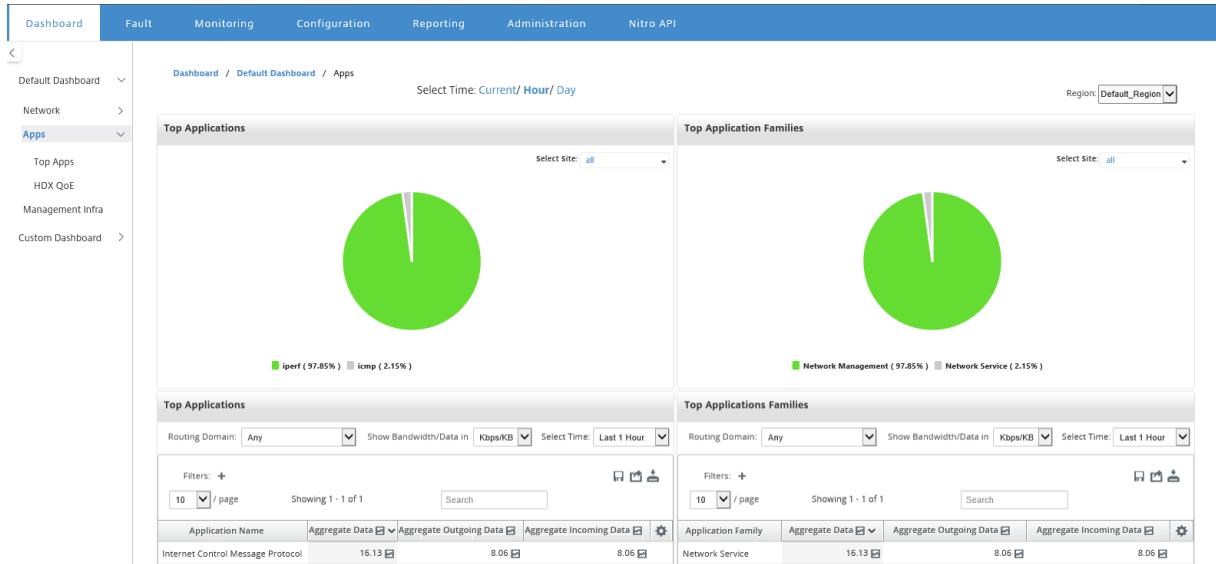 Dashboard Fault Monitoring Configuration Reporting Administration Nitro API
Default Dashboard
Network
Apps
Top Apps
HDX QoE
Management Infra
Custom Dashboard
Dashboard / Default Dashboard / Apps
Select Time: Current/ Hour/ Day
Region: Default_Region
Top Applications
Select Site: all
iperf ( 97.85% ) icmp ( 2.15% )
Top Application Families
Select Site: all
Network Management ( 97.85% ) Network Service ( 2.15% )
Top Applications
Routing Domain: Any Show Bandwidth/Data in Kbps/KB Select Time: Last 1 Hour
Filters: +
10 / page Showing 1 - 1 of 1 Search
Application Name Aggregate Data Aggregate Outgoing Data Aggregate Incoming Data
Internet Control Message Protocol 16.13 8.06 8.06
Top Applications Families
Routing Domain: Any Show Bandwidth/Data in Kbps/KB Select Time: Last 1 Hour
Filters: +
10 / page Showing 1 - 1 of 1 Search
Application Family Aggregate Data Aggregate Outgoing Data Aggregate Incoming Data
Network Service 16.13 8.06 8.06